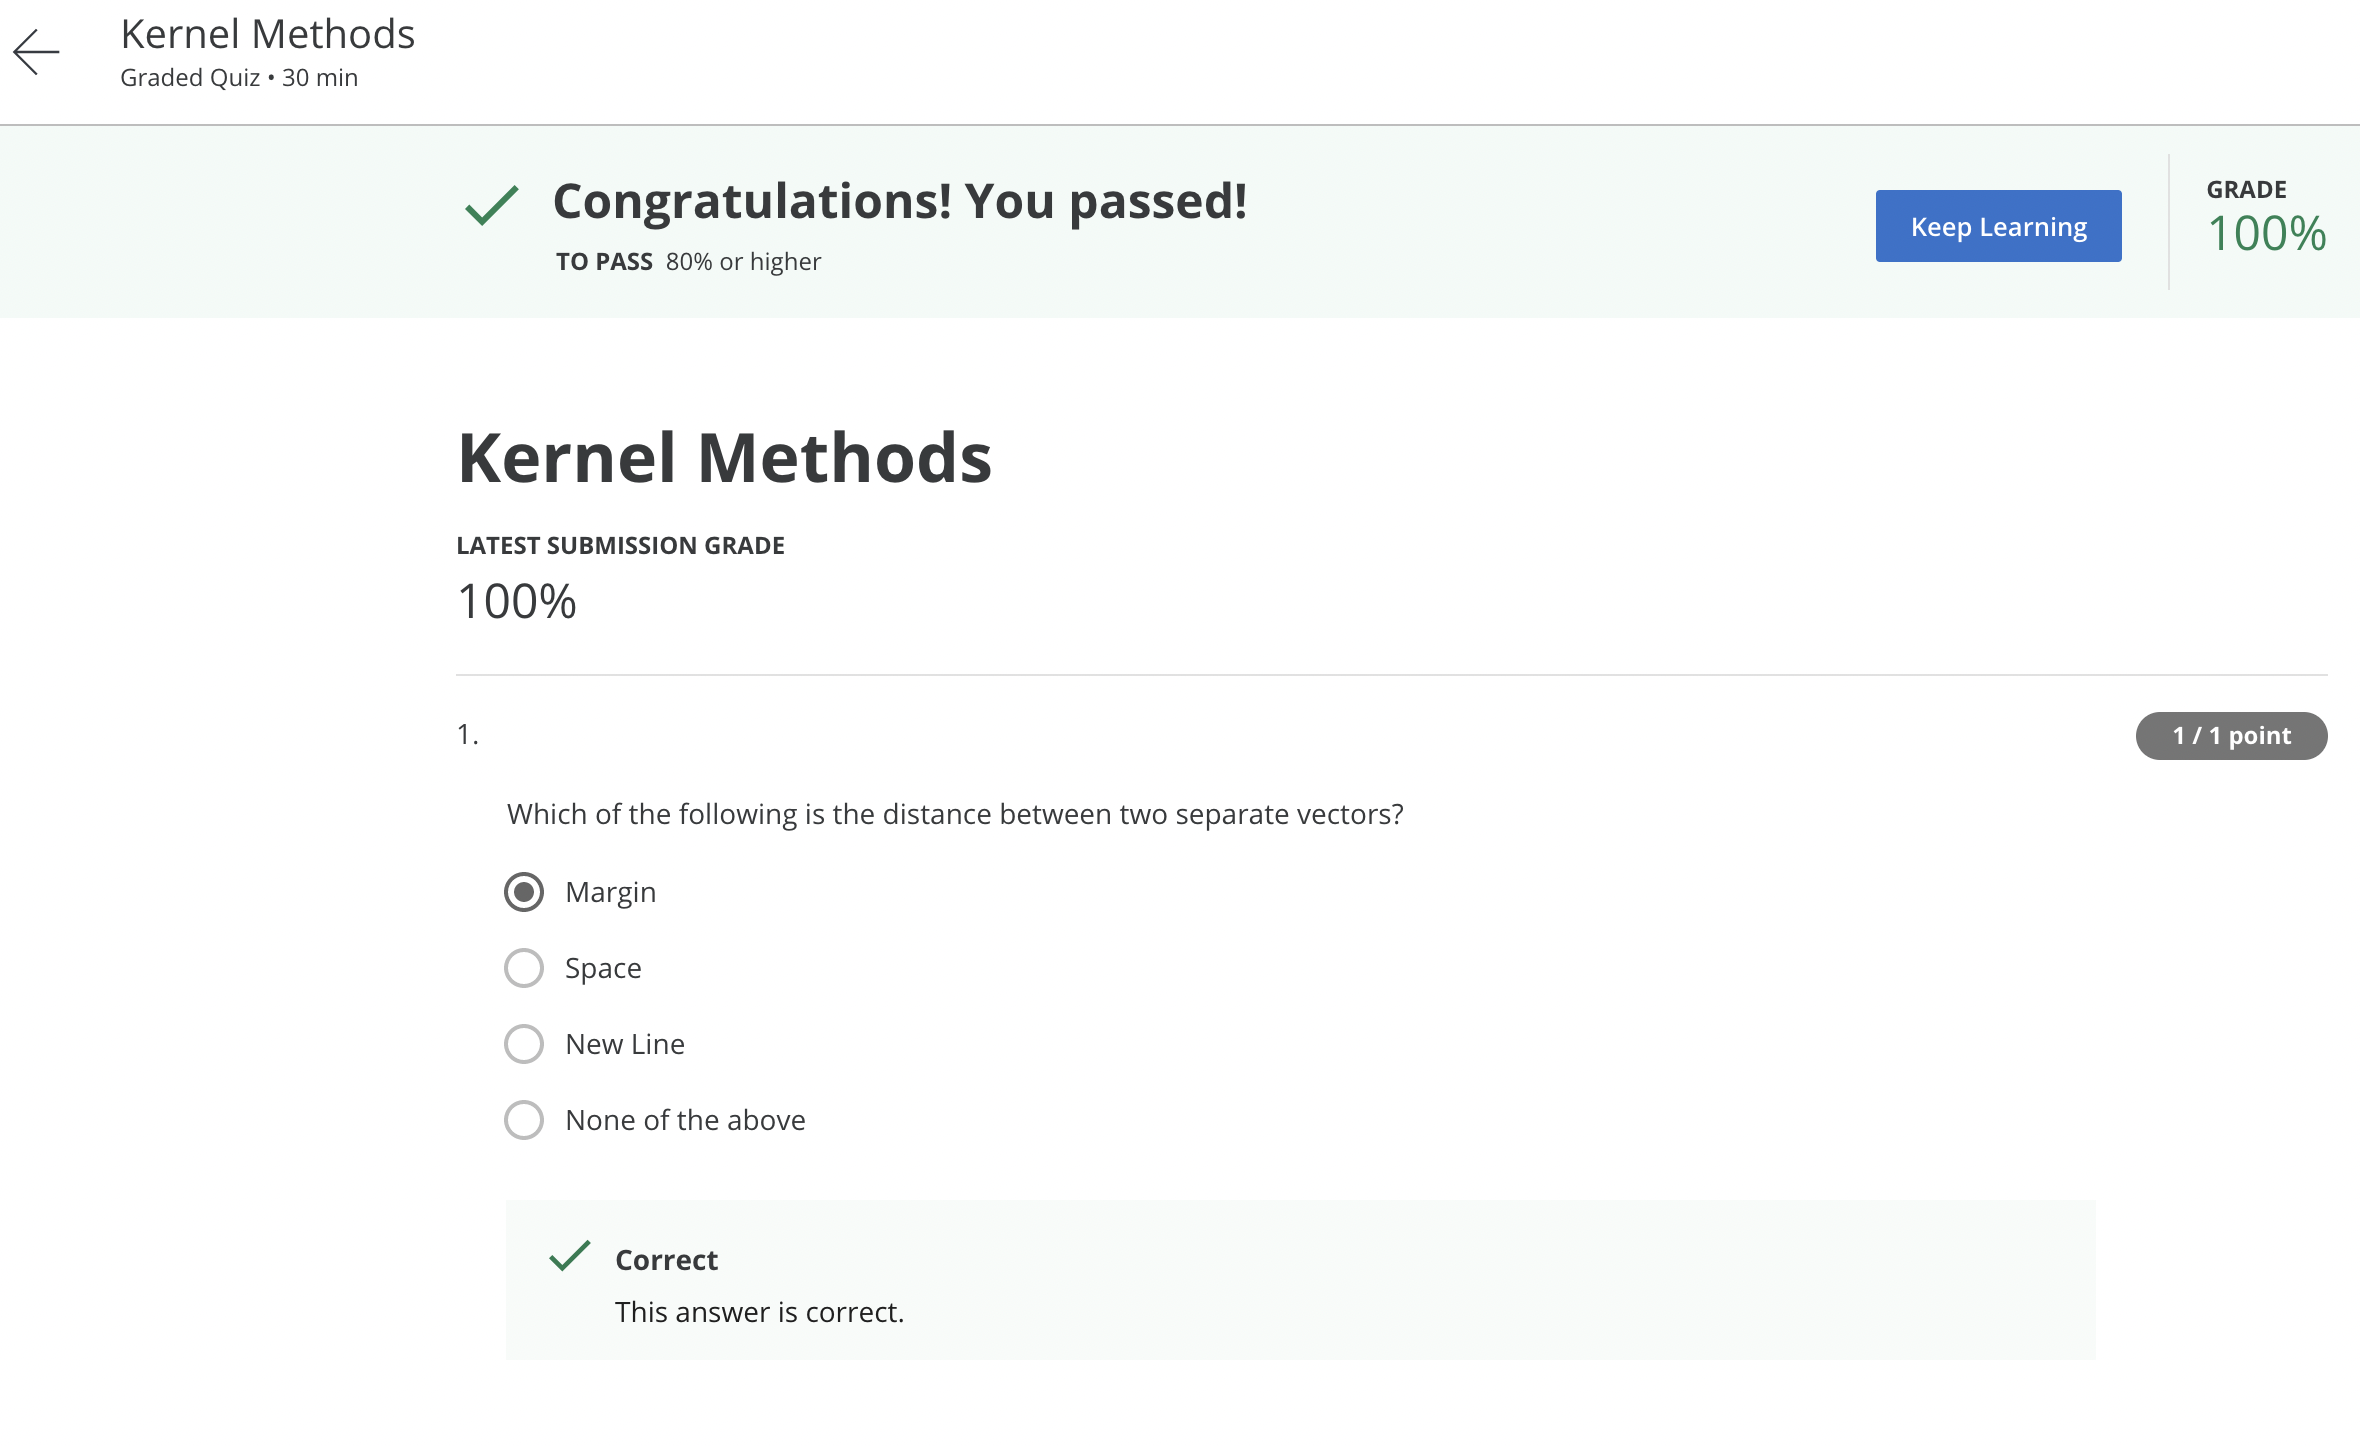 Kernel Methods
Graded Quiz • 30 min
Congratulations! You passed!
TO PASS 80% or higher
Keep Learning
GRADE
100%
Kernel Methods
LATEST SUBMISSION GRADE
100%
1.
1 / 1 point
Which of the following is the distance between two separate vectors?
Margin
Space
New Line
None of the above
Correct
This answer is correct.